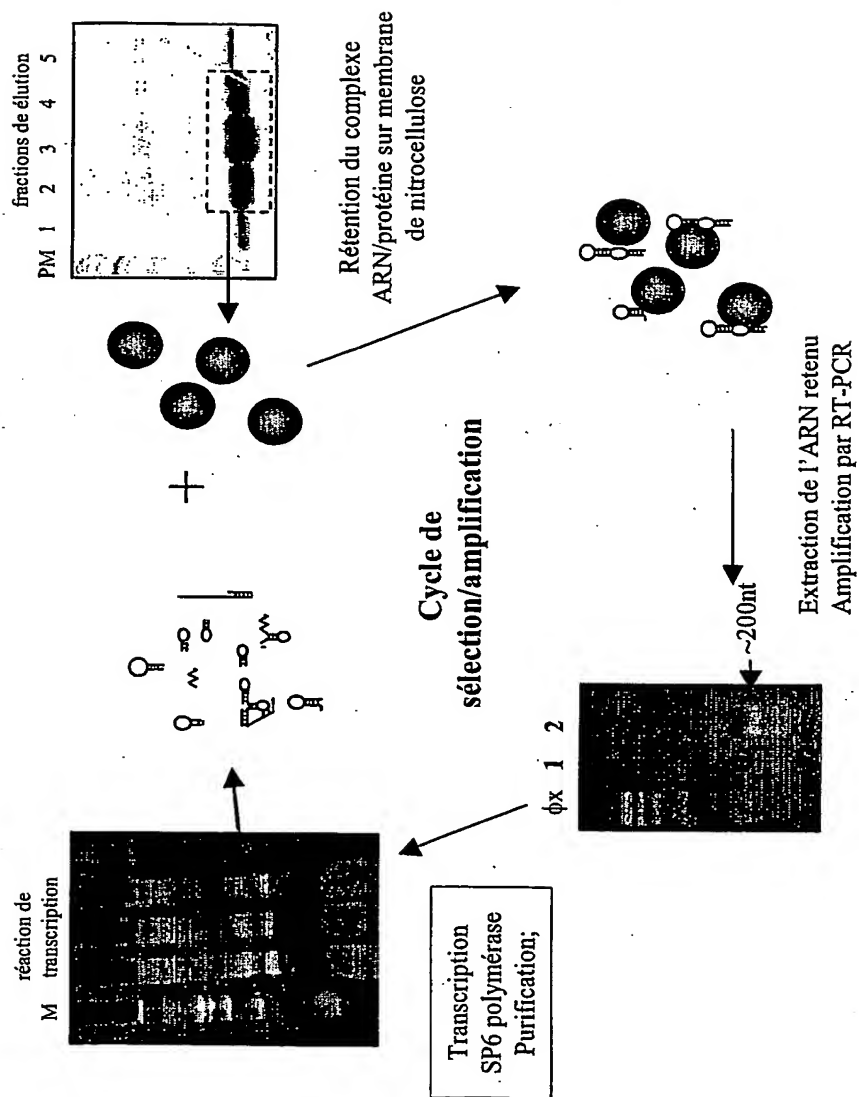 réaction de
M transcription
fractions de élution
PM 1 2 3 4 5
Rétention du complexe
ARN/protéine sur membrane
de nitrocellulose
Cycle de
sélection/amplification
Transcription
SP6 polymérase
Purification;
ϕx 1 2
~200nt
Extraction de l'ARN retenu
Amplification par RT-PCR